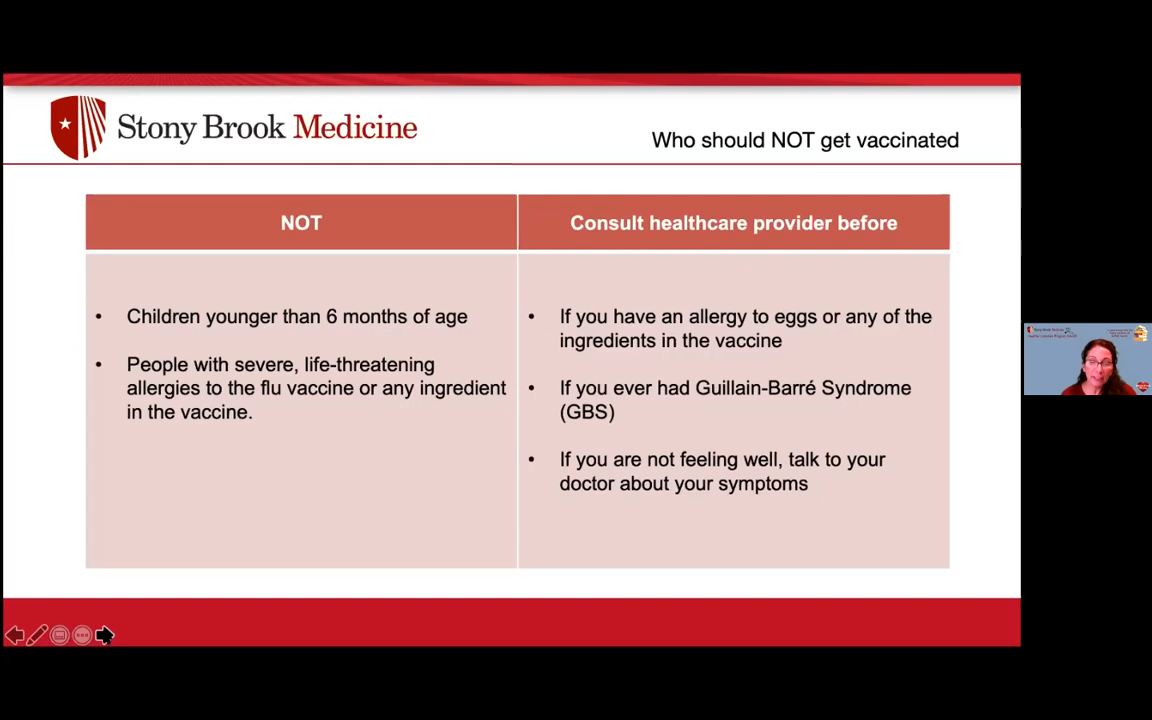 Stony Brook Medicine
Who should NOT get vaccinated
NOT
Consult healthcare provider before
• Children younger than 6 months of age
• People with severe, life-threatening
allergies to the flu vaccine or any ingredient
in the vaccine.
• If you have an allergy to eggs or any of the
ingredients in the vaccine
• If you ever had Guillain-Barré Syndrome
(GBS)
• If you are not feeling well, talk to your
doctor about your symptoms
Stony Brook Medicine